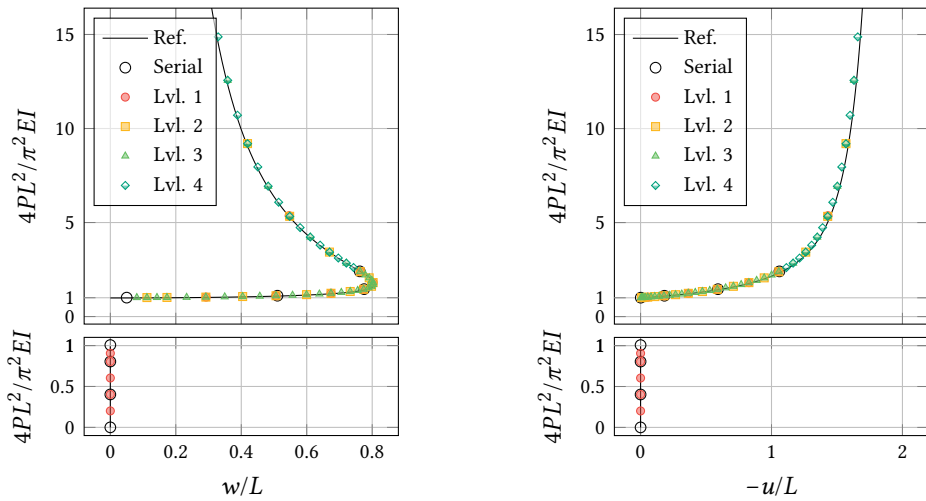 15
10
5
1
0
4PL²/π²EI
Ref.
Serial
Lvl. 1
Lvl. 2
Lvl. 3
Lvl. 4
1
0.5
0
4PL²/π²EI
0
0.2
0.4
0.6
0.8
w/L
15
10
5
1
0
4PL²/π²EI
Ref.
Serial
Lvl. 1
Lvl. 2
Lvl. 3
Lvl. 4
1
0.5
0
4PL²/π²EI
0
1
2
−u/L